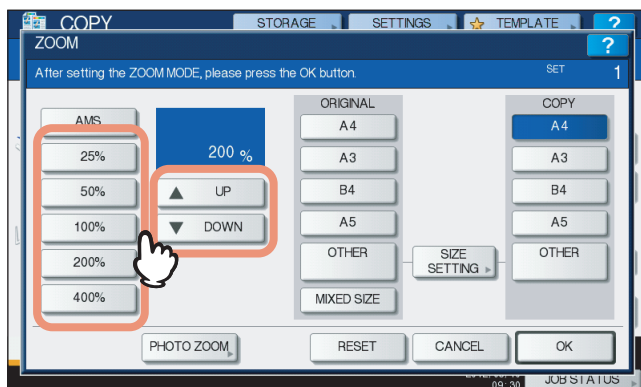 COPY
STORAGE
SETTINGS
TEMPLATE
?
ZOOM
?
After setting the ZOOM MODE, please press the OK button.
SET 1
ORIGINAL
COPY
AMS
25%
50%
100%
200%
400%
200 %
▲ UP
▼ DOWN
A4
A3
B4
A5
OTHER
MIXED SIZE
SIZE
SETTING
A4
A3
B4
A5
OTHER
PHOTO ZOOM
RESET
CANCEL
OK
09:30
JOB STATUS